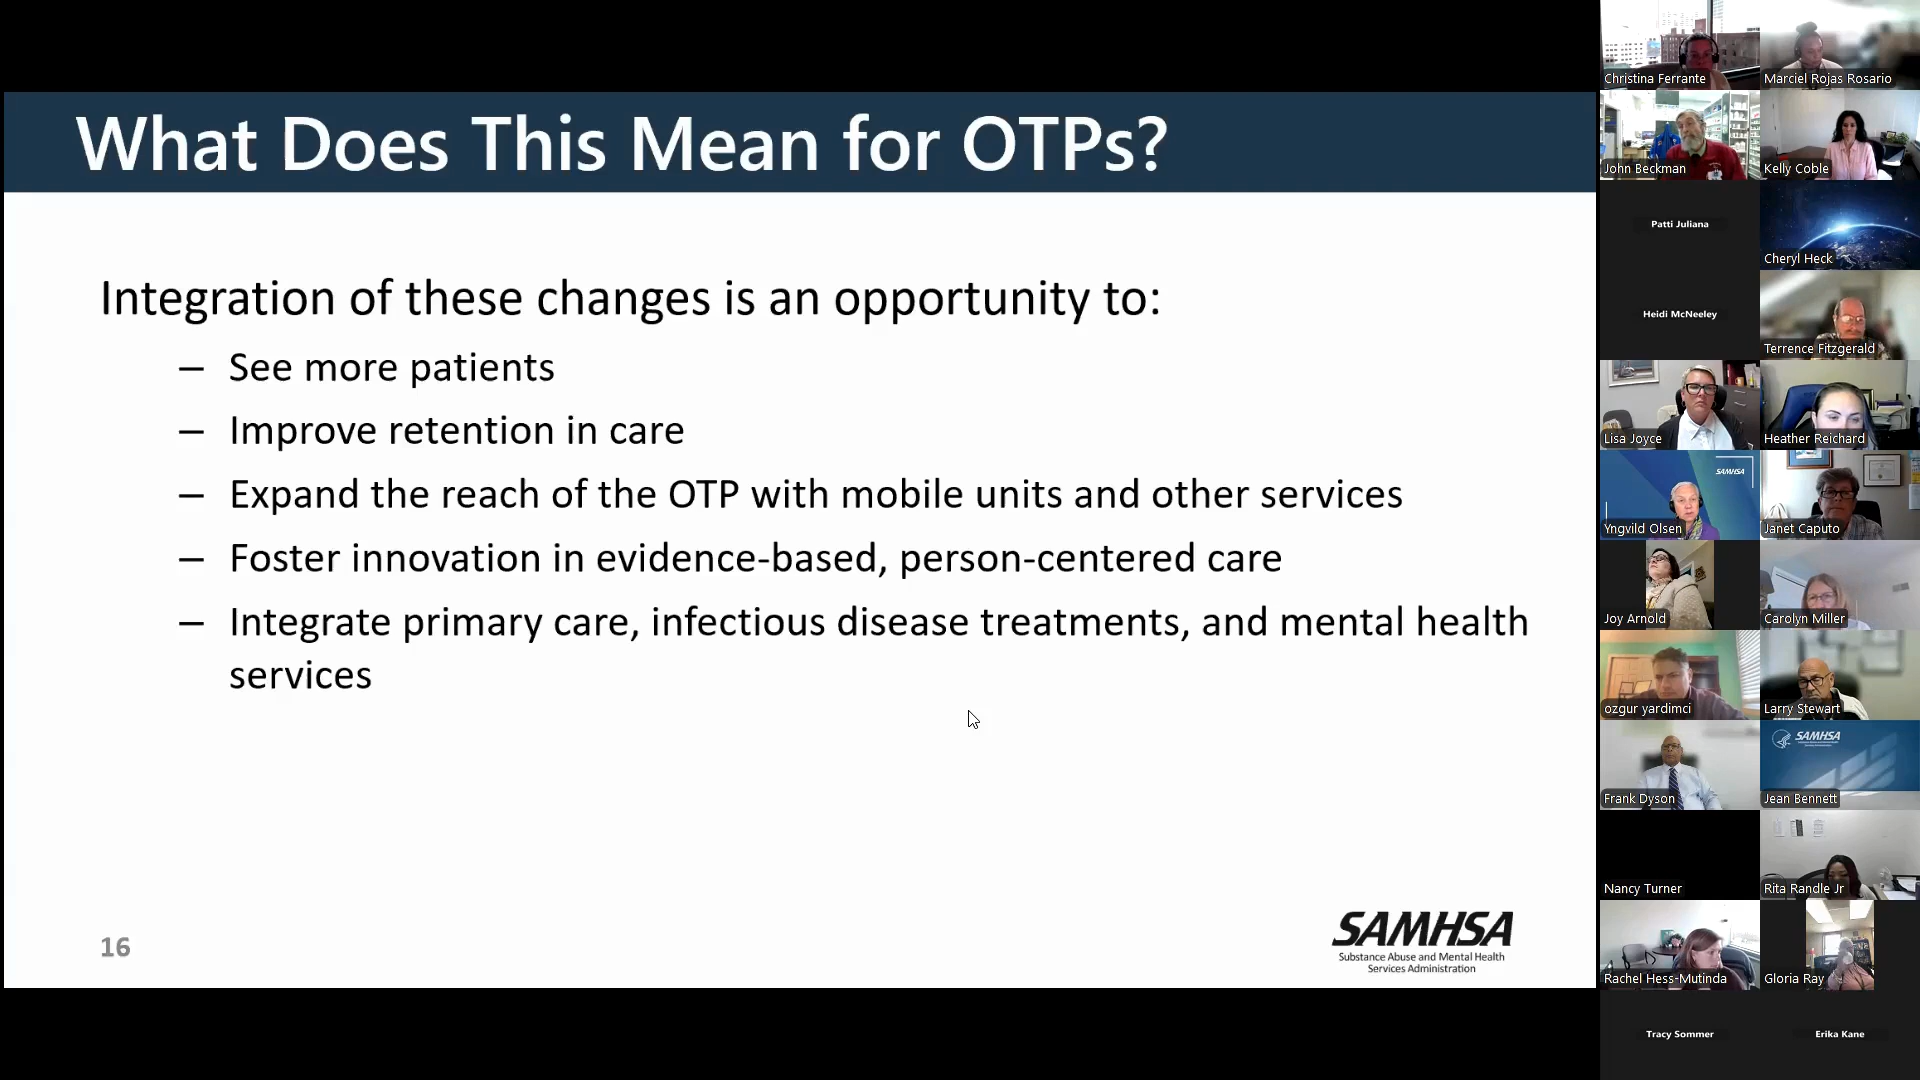 What Does This Mean for OTPs?
Integration of these changes is an opportunity to:
– See more patients
– Improve retention in care
– Expand the reach of the OTP with mobile units and other services
– Foster innovation in evidence-based, person-centered care
– Integrate primary care, infectious disease treatments, and mental health
services
16
SAMHSA
Substance Abuse and Mental Health
Services Administration
Christina Ferrante
Marciel Rojas Rosario
John Beckman
Kelly Coble
Patti Juliana
Cheryl Heck
Heidi McNeeley
Terrence Fitzgerald
Lisa Joyce
Heather Reichard
SAMHSA
Yngvild Olsen
Janet Caputo
Joy Arnold
Carolyn Miller
ozgur yardimci
Larry Stewart
Frank Dyson
SAMHSA
Jean Bennett
Nancy Turner
Rita Randle Jr
Rachel Hess-Mutinda
Gloria Ray
Tracy Sommer
Erika Kane